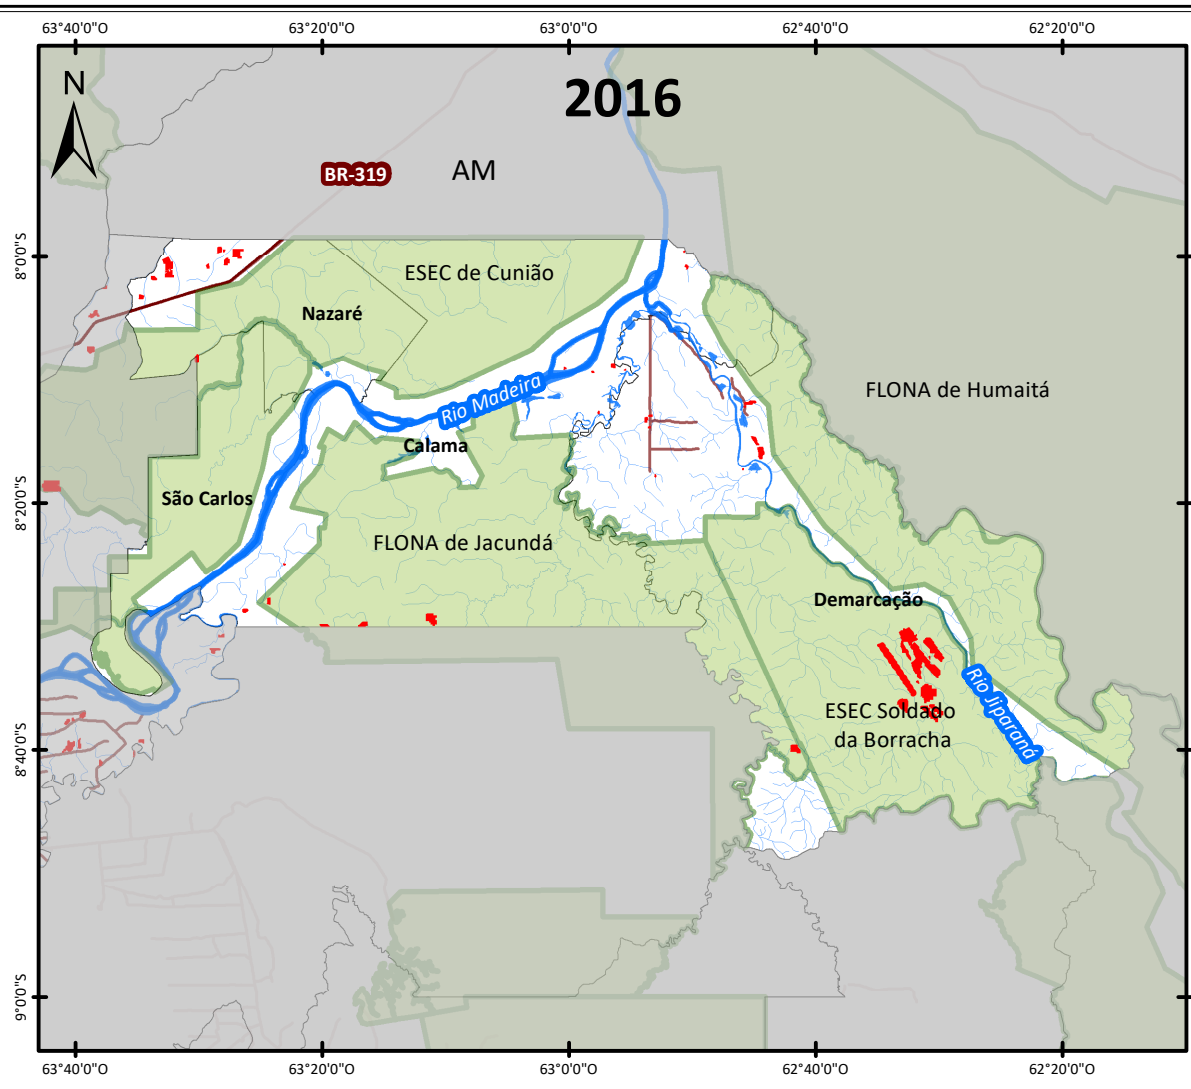 63°40'0"O
63°20'0"O
63°0'0"O
62°40'0"O
62°20'0"O
N
2016
BR-319
AM
8°0'0"S
ESEC de Cunião
Nazaré
FLONA de Humaitá
Rio Madeira
Calama
São Carlos
8°20'0"S
FLONA de Jacundá
Demarcação
Rio Jiparaná
ESEC Soldado
da Borracha
8°40'0"S
9°0'0"S
63°40'0"O
63°20'0"O
63°0'0"O
62°40'0"O
62°20'0"O